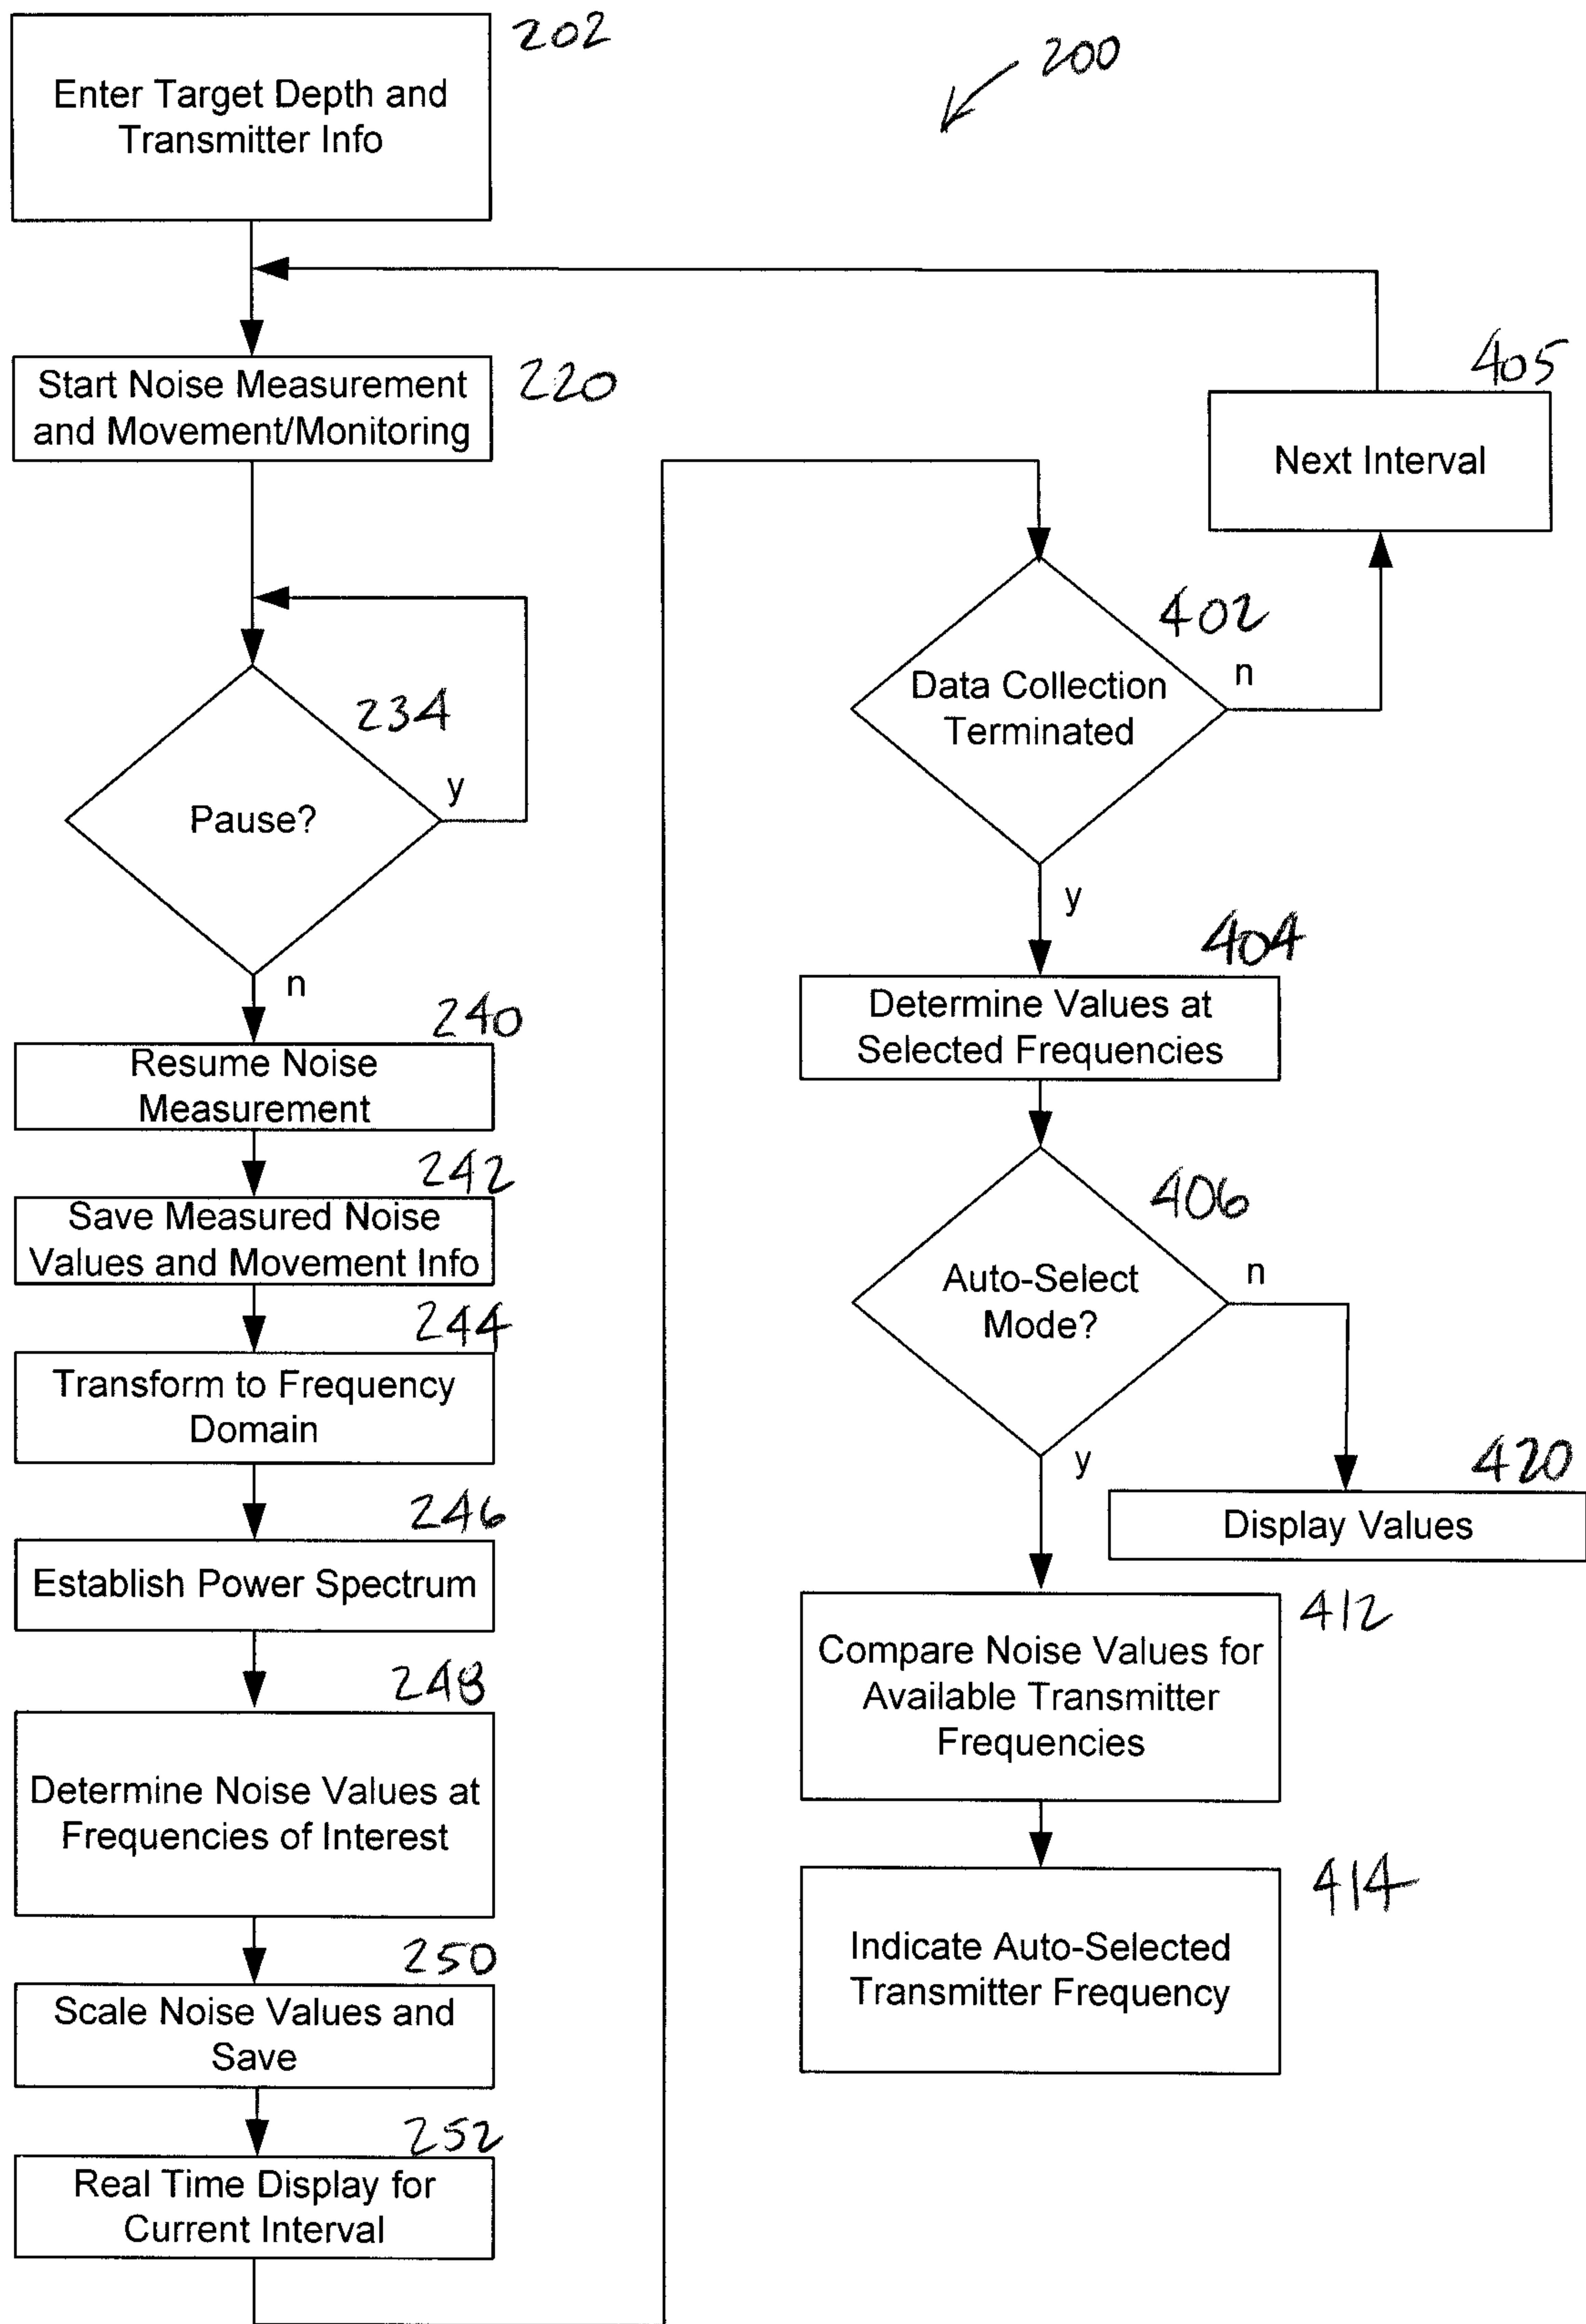 202
Enter Target Depth and
Transmitter Info
200
Start Noise Measurement
and Movement/Monitoring
220
234
Pause?
y
n
240
Resume Noise
Measurement
242
Save Measured Noise
Values and Movement Info
244
Transform to Frequency
Domain
246
Establish Power Spectrum
248
Determine Noise Values at
Frequencies of Interest
250
Scale Noise Values and
Save
252
Real Time Display for
Current Interval
405
Next Interval
402
Data Collection
Terminated
n
y
404
Determine Values at
Selected Frequencies
406
Auto-Select
Mode?
n
y
420
Display Values
412
Compare Noise Values for
Available Transmitter
Frequencies
414
Indicate Auto-Selected
Transmitter Frequency